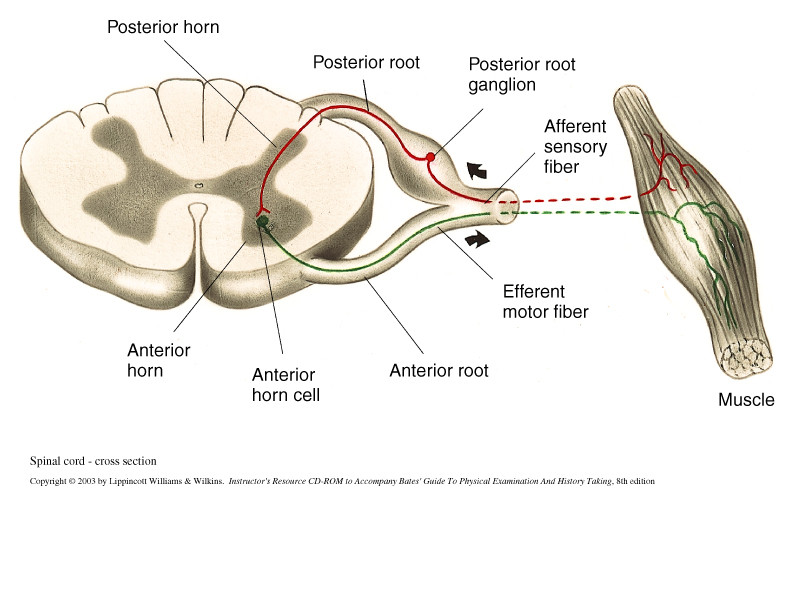 Posterior horn
Posterior root
Posterior root
ganglion
Afferent
sensory
fiber
Efferent
motor fiber
Anterior
horn
Anterior
horn cell
Anterior root
Muscle
Spinal cord - cross section
Copyright © 2003 by Lippincott Williams & Wilkins. Instructor's Resource CD-ROM to Accompany Bates' Guide To Physical Examination And History Taking, 8th edition